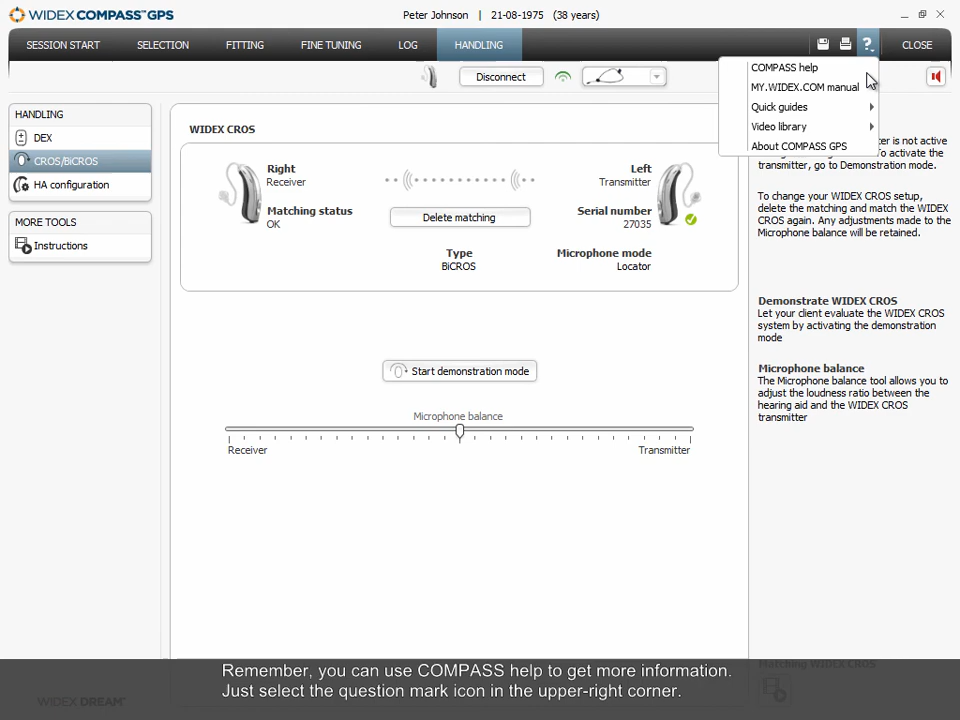 WIDEX COMPASS™ GPS
Peter Johnson | 21-08-1975 (38 years)
SESSION START SELECTION FITTING FINE TUNING LOG HANDLING ? CLOSE
Disconnect
COMPASS help
MY.WIDEX.COM manual
Quick guides
Video library
About COMPASS GPS
HANDLING
DEX
CROS/BiCROS
HA configuration
MORE TOOLS
Instructions
WIDEX CROS
Right
Receiver
Matching status
OK
Delete matching
Type
BiCROS
Left
Transmitter
Serial number
27035
Microphone mode
Locator
Start demonstration mode
Microphone balance
Receiver Transmitter
is not active
To activate the
transmitter, go to Demonstration mode.
To change your WIDEX CROS setup,
delete the matching and match the WIDEX
CROS again. Any adjustments made to the
Microphone balance will be retained.
Demonstrate WIDEX CROS
Let your client evaluate the WIDEX CROS
system by activating the demonstration
mode
Microphone balance
The Microphone balance tool allows you to
adjust the loudness ratio between the
hearing aid and the WIDEX CROS
transmitter
Matching WIDEX CROS
Remember, you can use COMPASS help to get more information.
Just select the question mark icon in the upper-right corner.
WIDEX DREAM™